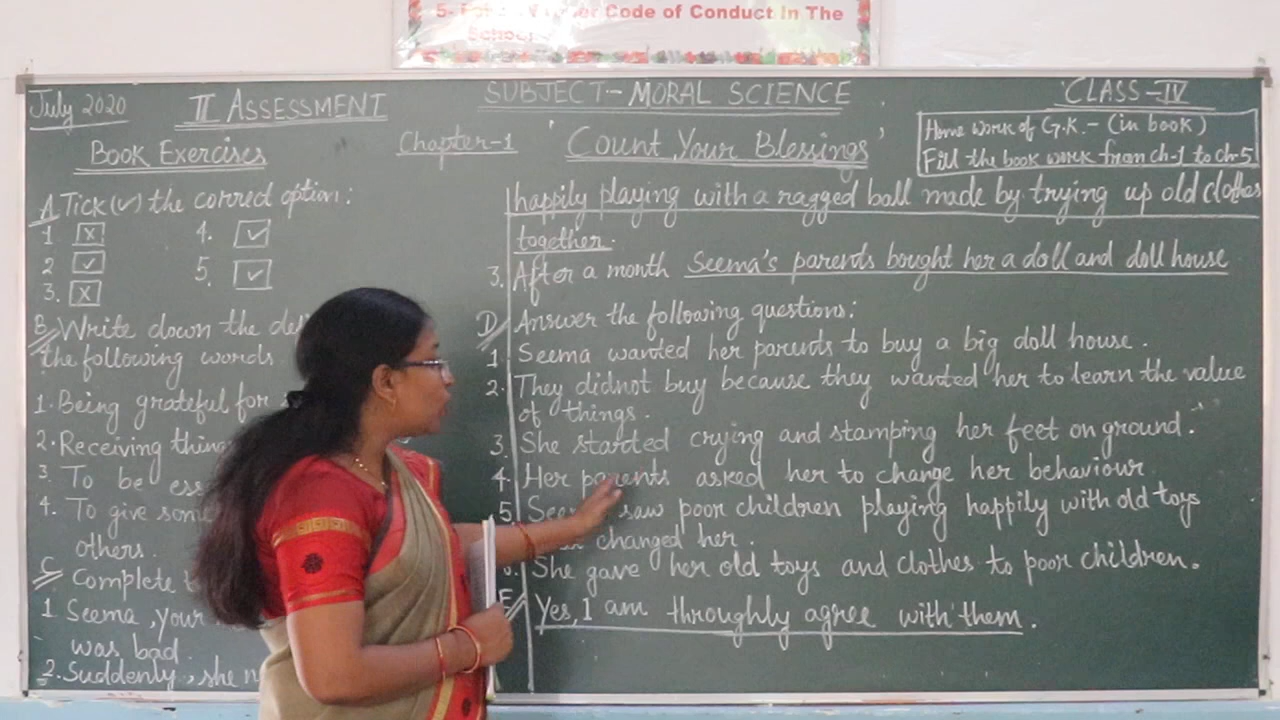 5- Code of Conduct In The
July 2020
II ASSESSMENT
SUBJECT:- MORAL SCIENCE
CLASS-IV
Chapter-1
'Count Your Blessings'
Home work of G.K.- (in book)
Fill the book work from ch-1 to ch-5
Book Exercises
A Tick (✓) the correct option:
1 ☒ 4. ☑
2 ☑ 5. ☑
3. ☒
B Write down the
the following words
1. Being grateful for
2. Receiving
3. To be
4. To give
others.
C Complete
1 Seema, your
was bad
2. Suddenly, she
happily playing with a ragged ball made by trying up old clothes
together.
3. After a month Seema's parents bought her a doll and doll house
D Answer the following questions:
1. Seema wanted her parents to buy a big doll house.
2. They didnot buy because they wanted her to learn the value
of things.
3. She started crying and stamping her feet on ground.
4. Her parents asked her to change her behaviour
5. saw poor children playing happily with old toys
changed her.
She gave her old toys and clothes to poor children.
E Yes, I am throughly agree with them.